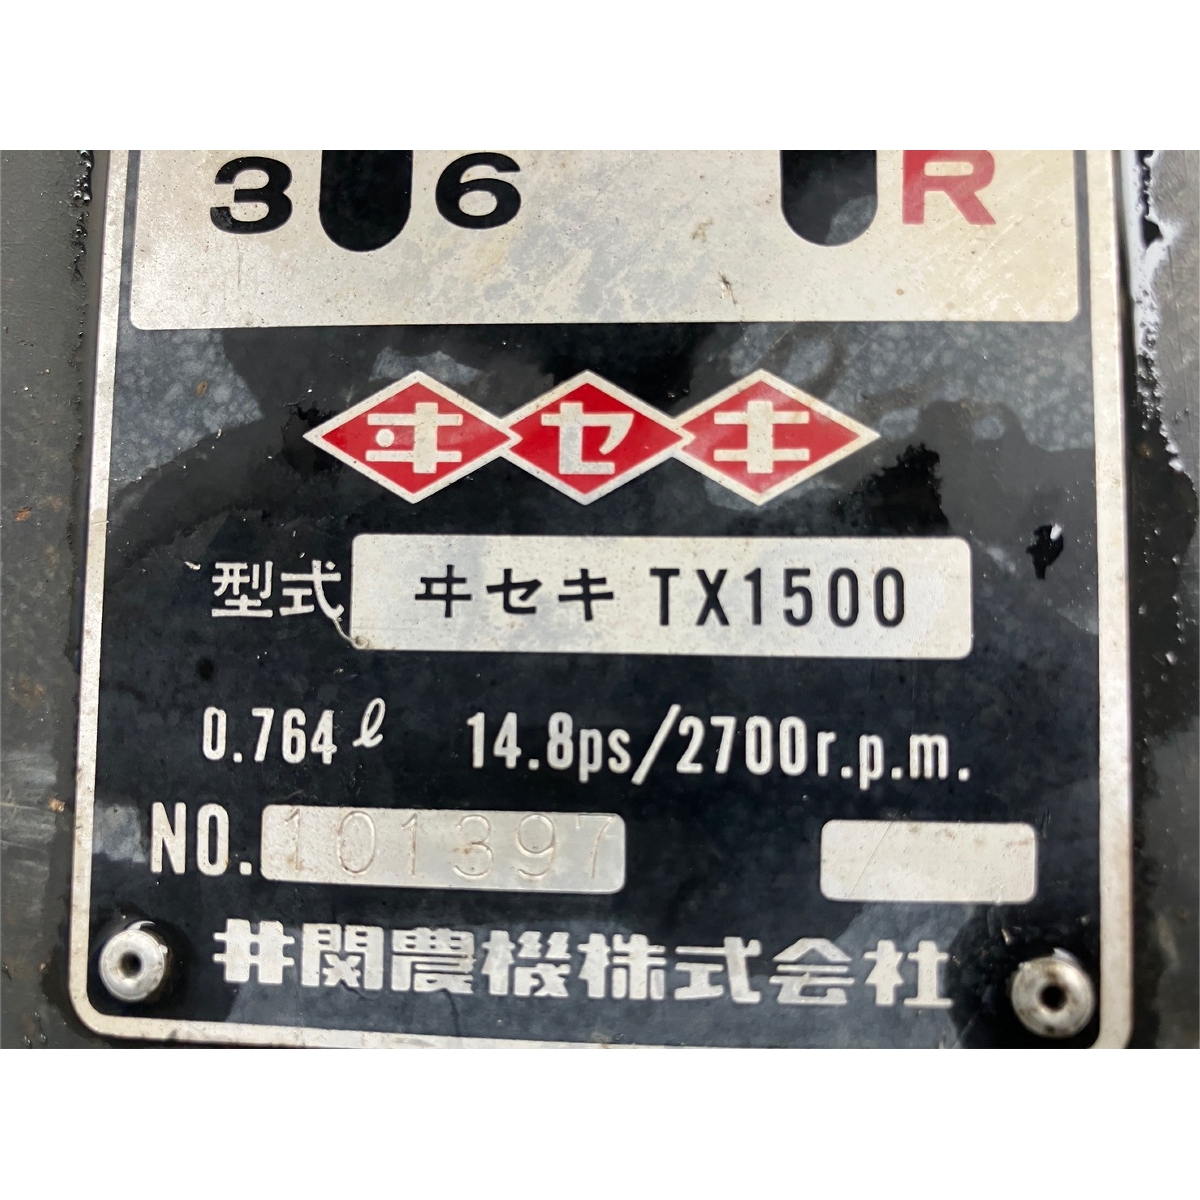 3 6 R
ヰセキ
型式 ヰセキ TX1500
0.764ℓ 14.8ps/2700r.p.m.
NO. 101397
井関農機株式会社